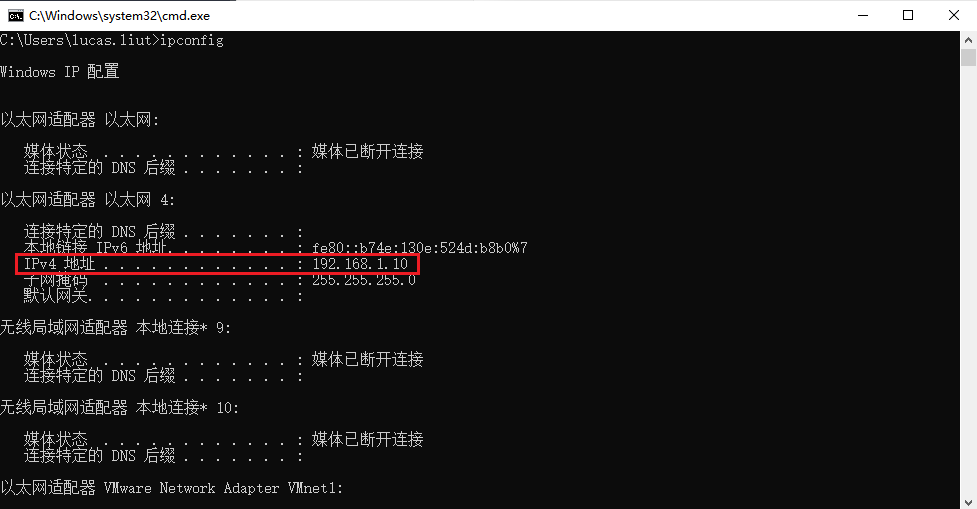 C:\Windows\system32\cmd.exe
C:\Users\lucas.liut>ipconfig
Windows IP 配置
以太网适配器 以太网:
媒体状态 . . . . . . . . . . . . : 媒体已断开连接
连接特定的 DNS 后缀 . . . . . . . :
以太网适配器 以太网 4:
连接特定的 DNS 后缀 . . . . . . . :
本地链接 IPv6 地址. . . . . . . . : fe80::b74e:130e:524d:b8b0%7
IPv4 地址 . . . . . . . . . . . . : 192.168.1.10
子网掩码 . . . . . . . . . . . . : 255.255.255.0
默认网关. . . . . . . . . . . . . :
无线局域网适配器 本地连接* 9:
媒体状态 . . . . . . . . . . . . : 媒体已断开连接
连接特定的 DNS 后缀 . . . . . . . :
无线局域网适配器 本地连接* 10:
媒体状态 . . . . . . . . . . . . : 媒体已断开连接
连接特定的 DNS 后缀 . . . . . . . :
以太网适配器 VMware Network Adapter VMnet1: